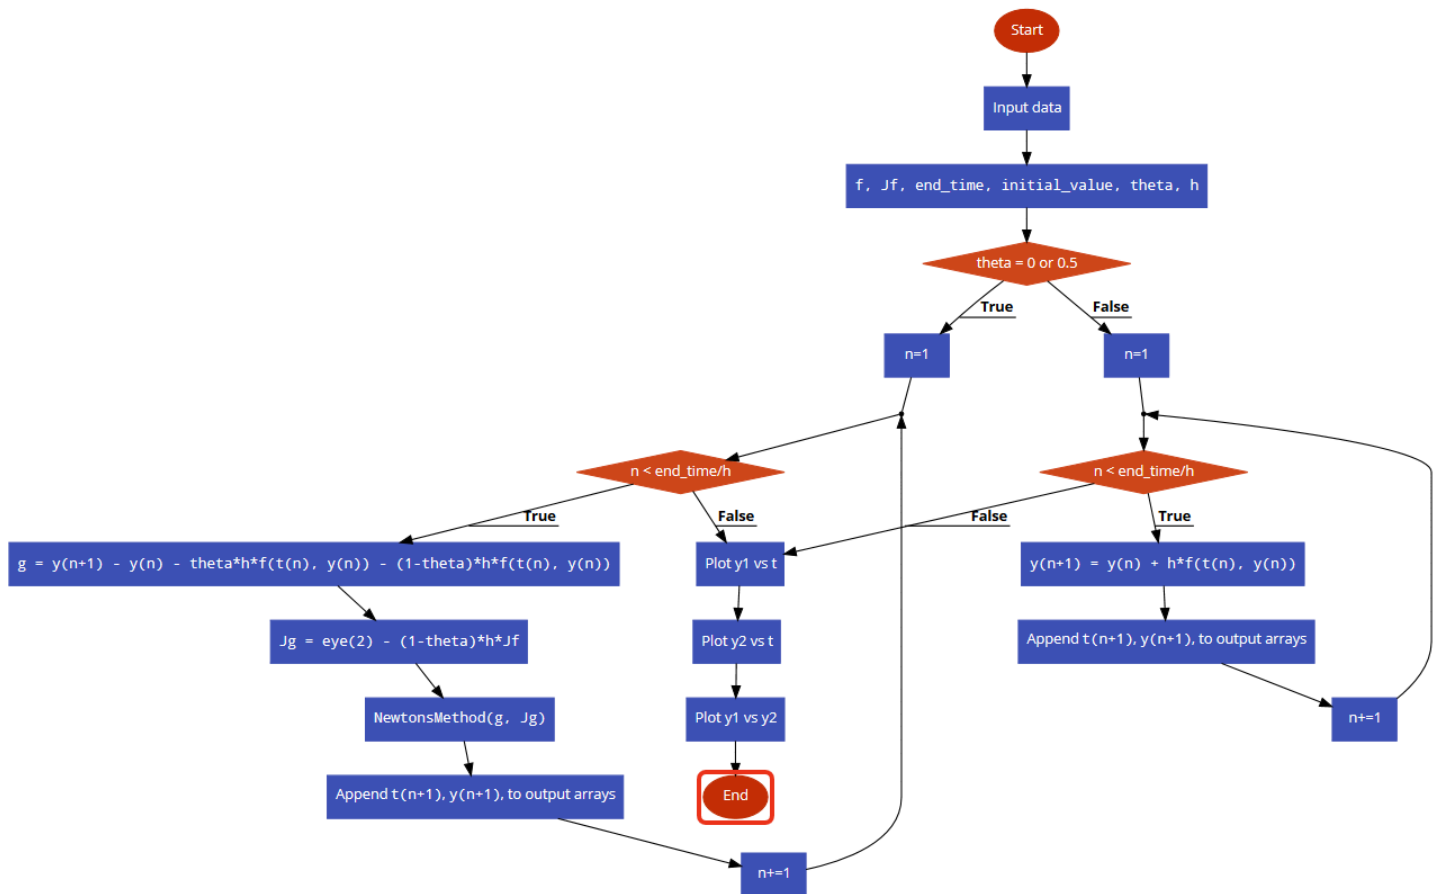 Start
Input data
f, Jf, end_time, initial_value, theta, h
theta = 0 or 0.5
True
False
n=1
n=1
n < end_time/h
n < end_time/h
True
False
False
True
g = y(n+1) - y(n) - theta*h*f(t(n), y(n)) - (1-theta)*h*f(t(n), y(n))
Plot y1 vs t
y(n+1) = y(n) + h*f(t(n), y(n))
Jg = eye(2) - (1-theta)*h*Jf
Plot y2 vs t
Append t(n+1), y(n+1), to output arrays
NewtonsMethod(g, Jg)
Plot y1 vs y2
n+=1
Append t(n+1), y(n+1), to output arrays
End
n+=1